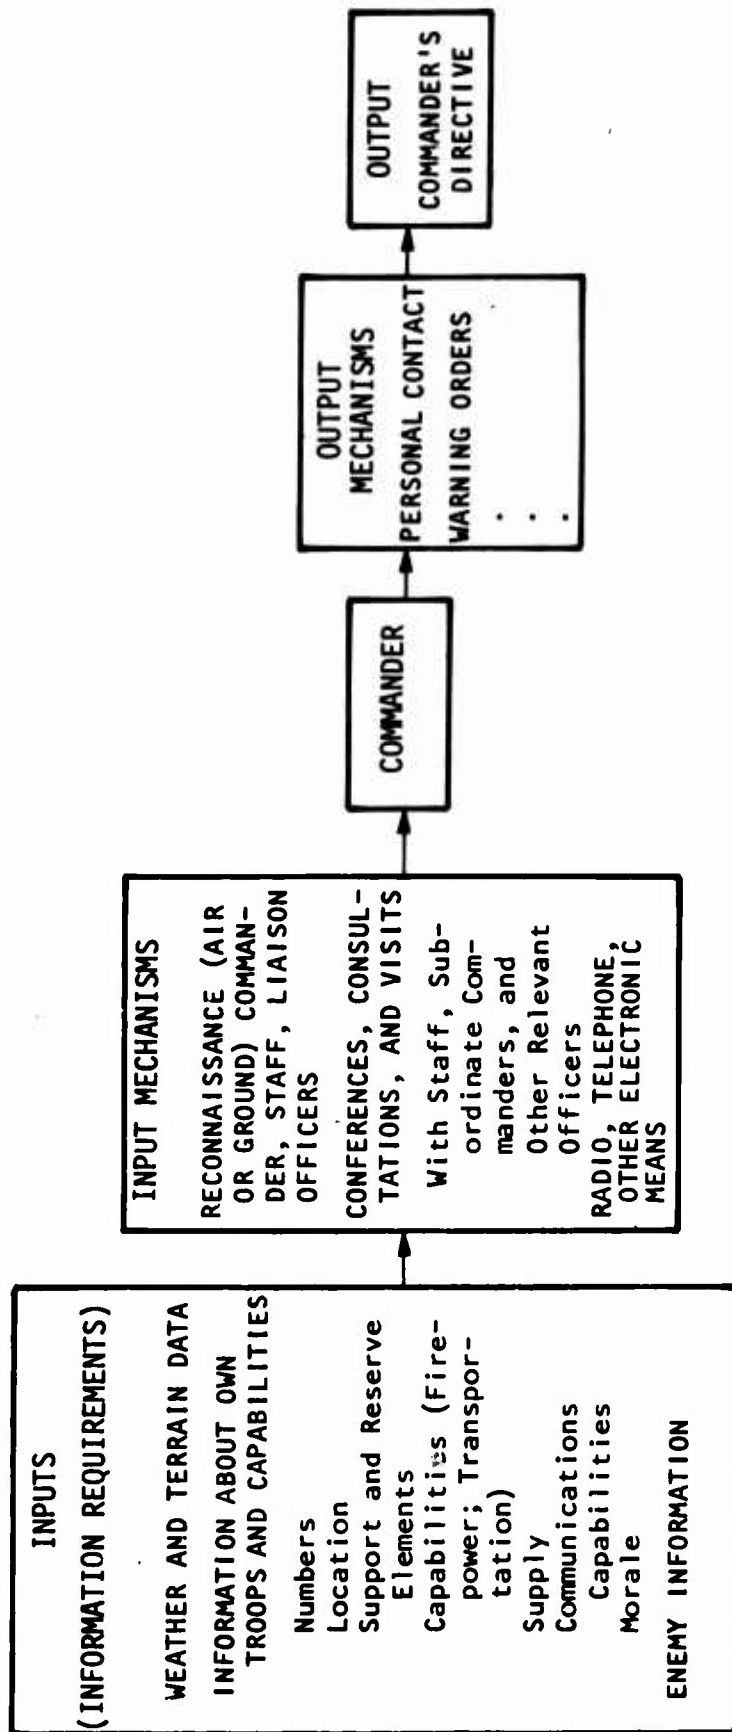 INPUTS
(INFORMATION REQUIREMENTS)
WEATHER AND TERRAIN DATA
INFORMATION ABOUT OWN
TROOPS AND CAPABILITIES
Numbers
Location
Support and Reserve
Elements
Capabilities (Fire-
power; Transpor-
tation)
Supply
Communications
Capabilities
Morale
ENEMY INFORMATION
INPUT MECHANISMS
RECONNAISSANCE (AIR
OR GROUND) COMMAN-
DER, STAFF, LIAISON
OFFICERS
CONFERENCES, CONSUL-
TATIONS, AND VISITS
With Staff, Sub-
ordinate Com-
manders, and
Other Relevant
Officers
RADIO, TELEPHONE,
OTHER ELECTRONIC
MEANS
COMMANDER
OUTPUT
MECHANISMS
PERSONAL CONTACT
WARNING ORDERS
.
.
.
OUTPUT
COMMANDER'S
DIRECTIVE